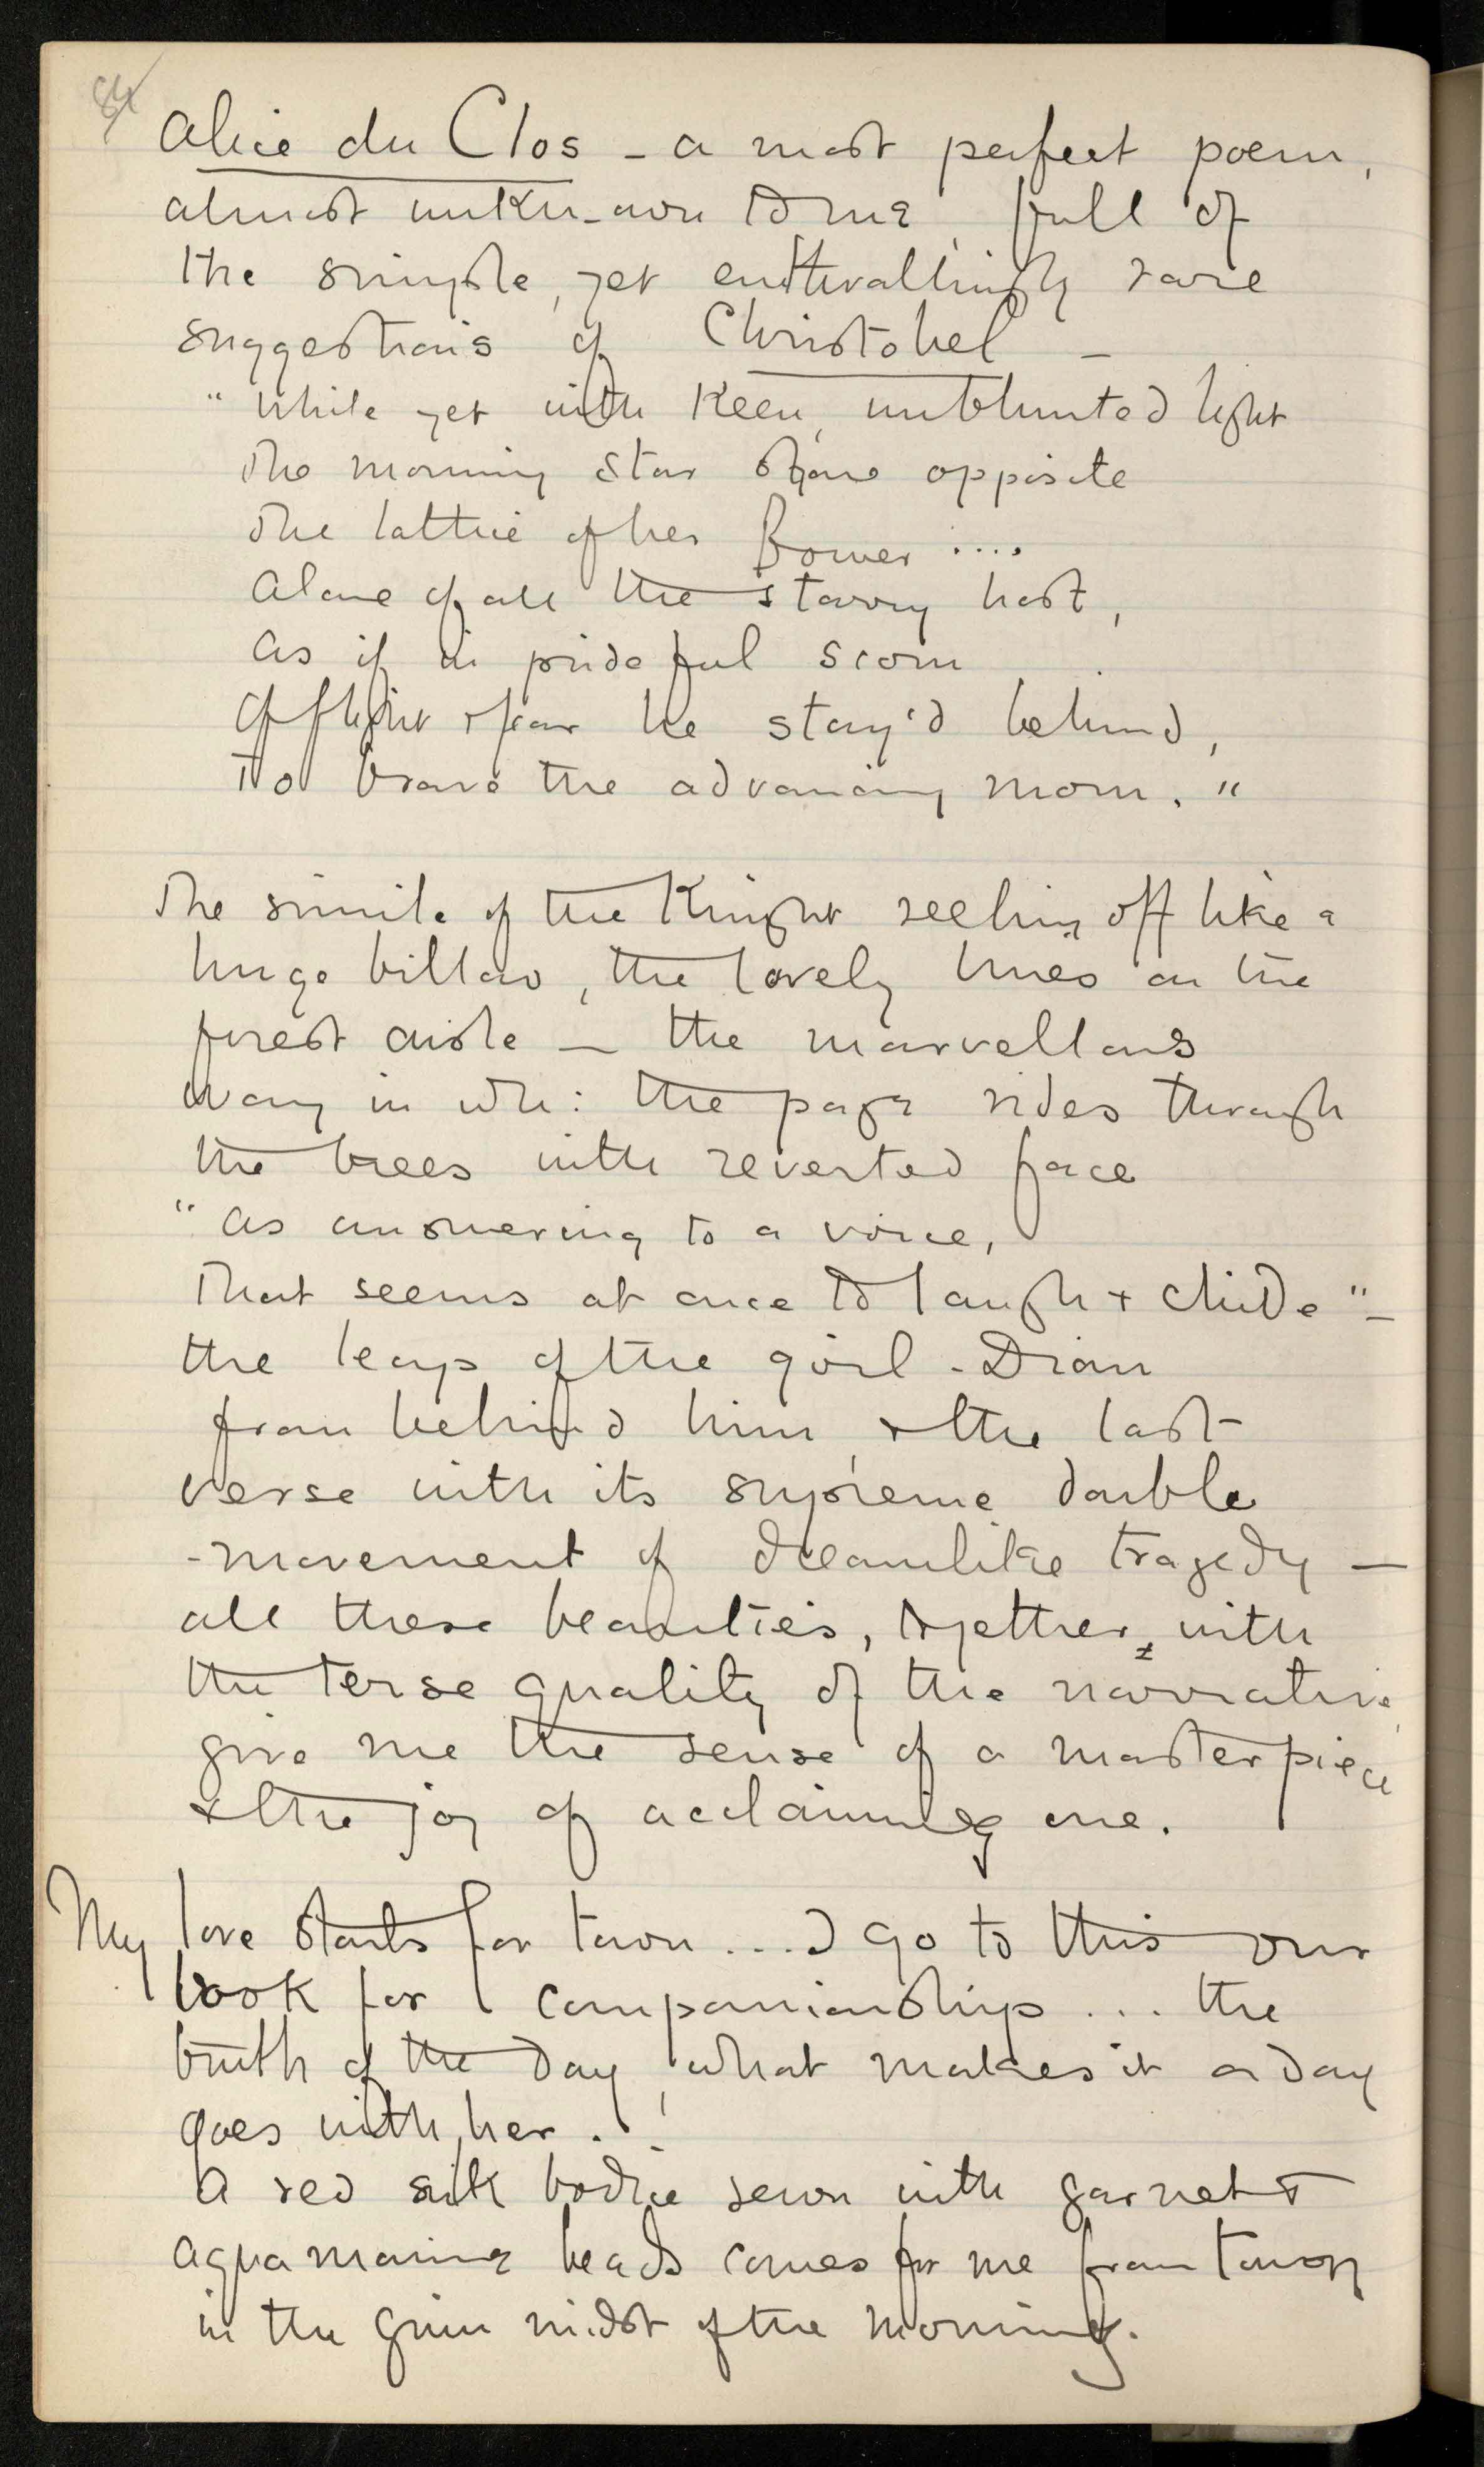 84
Alice du Clos – a most perfect poem,
almost unknown to me, full of
the simple, yet enthrallingly rare
suggestions of Christobel –
"While yet with keen, unblunted light
The morning star shone opposite
The lattice of her Bower ....
Alone of all the starry host,
As if in prideful scorn
Of flight & fear he stay'd behind,
To brave the advancing morn."
The simile of the Knight reeling off like a
huge billow, the lovely lines on the
forest aisle – the marvellous
way in wh: the page rides through
the trees with reverted face
"As answering to a voice,
That seems at once to laugh & chide" –
the leaps of the girl-Dian
from behind him, & the last
verse with its supreme double
-movement of dreamlike tragedy –
all these beauties, together with
the terse quality of the narrative,
give me the sense of a masterpiece
& the joy of acclaiming one.
My love starts for town .... I go to this our
book for companionship ... the
truth of the day, what makes it a day
goes with her.
A red silk bodice sewn with garnet &
aquamarine beads comes for me from town
in the grim midst of the morning.